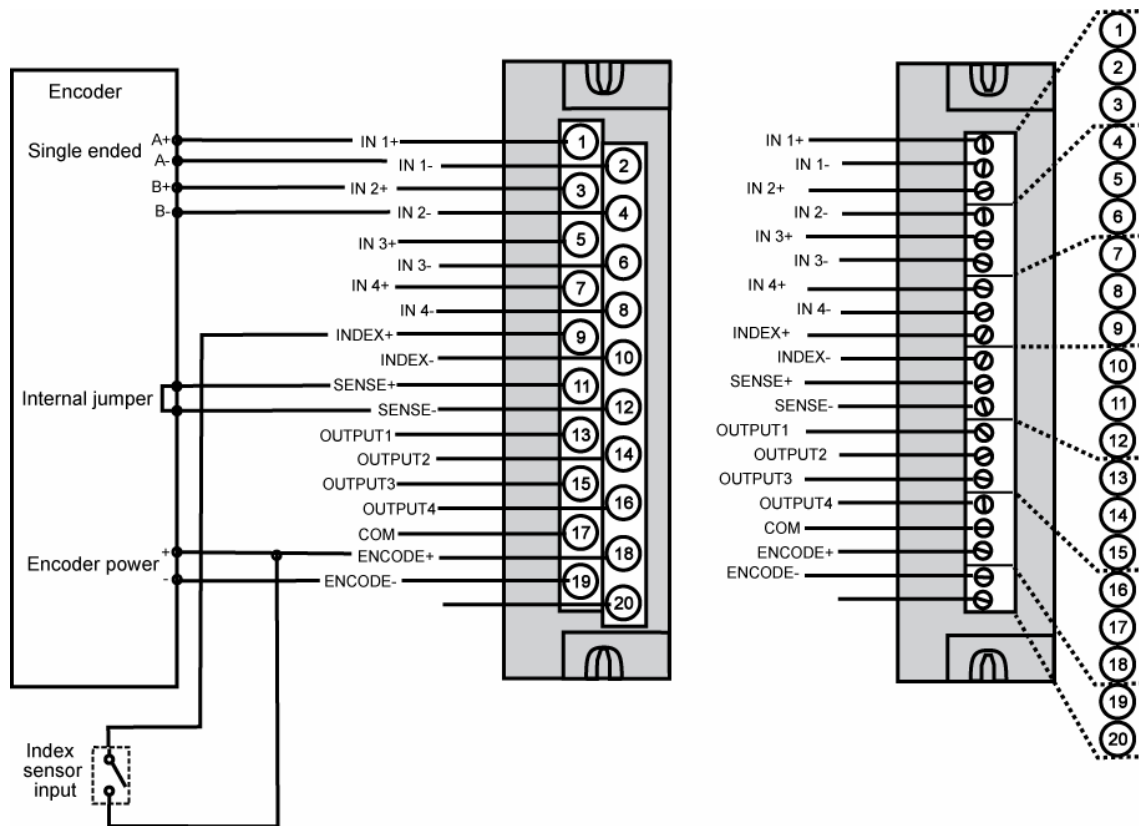 Encoder
Single ended
A+
A-
B+
B-
Internal jumper
Encoder power
+
-
Index
sensor
input
IN 1+
IN 1-
IN 2+
IN 2-
IN 3+
IN 3-
IN 4+
IN 4-
INDEX+
INDEX-
SENSE+
SENSE-
OUTPUT1
OUTPUT2
OUTPUT3
OUTPUT4
COM
ENCODE+
ENCODE-
1
2
3
4
5
6
7
8
9
10
11
12
13
14
15
16
17
18
19
20
IN 1+
IN 1-
IN 2+
IN 2-
IN 3+
IN 3-
IN 4+
IN 4-
INDEX+
INDEX-
SENSE+
SENSE-
OUTPUT1
OUTPUT2
OUTPUT3
OUTPUT4
COM
ENCODE+
ENCODE-
1
2
3
4
5
6
7
8
9
10
11
12
13
14
15
16
17
18
19
20